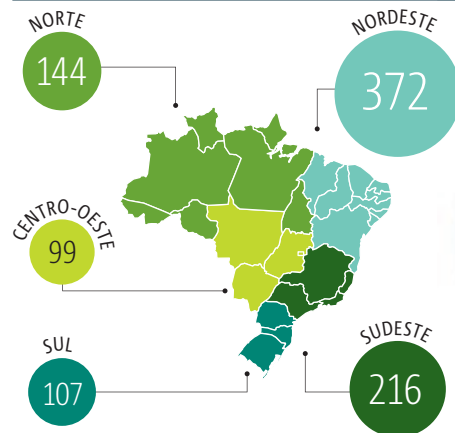 NORTE
144
NORDESTE
372
CENTRO-OESTE
99
SUL
107
SUDESTE
216